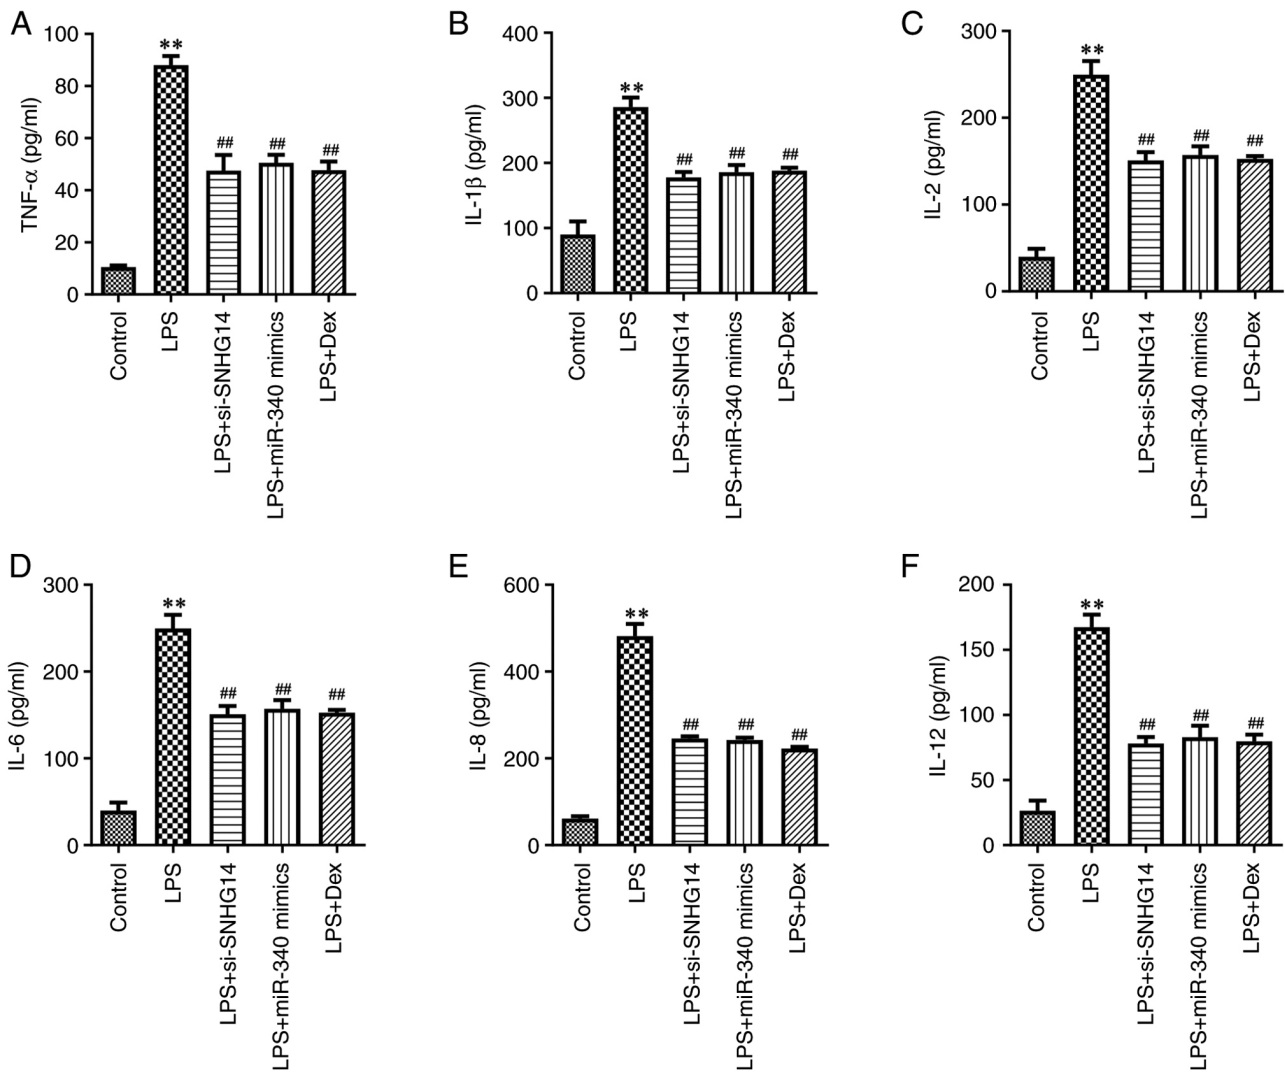 A
TNF-α (pg/ml)
100
80
60
40
20
0
**
##
##
##
Control
LPS
LPS+si-SNHG14
LPS+miR-340 mimics
LPS+Dex
B
IL-1β (pg/ml)
400
300
200
100
0
**
##
##
##
Control
LPS
LPS+si-SNHG14
LPS+miR-340 mimics
LPS+Dex
C
IL-2 (pg/ml)
300
200
100
0
**
##
##
##
Control
LPS
LPS+si-SNHG14
LPS+miR-340 mimics
LPS+Dex
D
IL-6 (pg/ml)
300
200
100
0
**
##
##
##
Control
LPS
LPS+si-SNHG14
LPS+miR-340 mimics
LPS+Dex
E
IL-8 (pg/ml)
600
400
200
0
**
##
##
##
Control
LPS
LPS+si-SNHG14
LPS+miR-340 mimics
LPS+Dex
F
IL-12 (pg/ml)
200
150
100
50
0
**
##
##
##
Control
LPS
LPS+si-SNHG14
LPS+miR-340 mimics
LPS+Dex